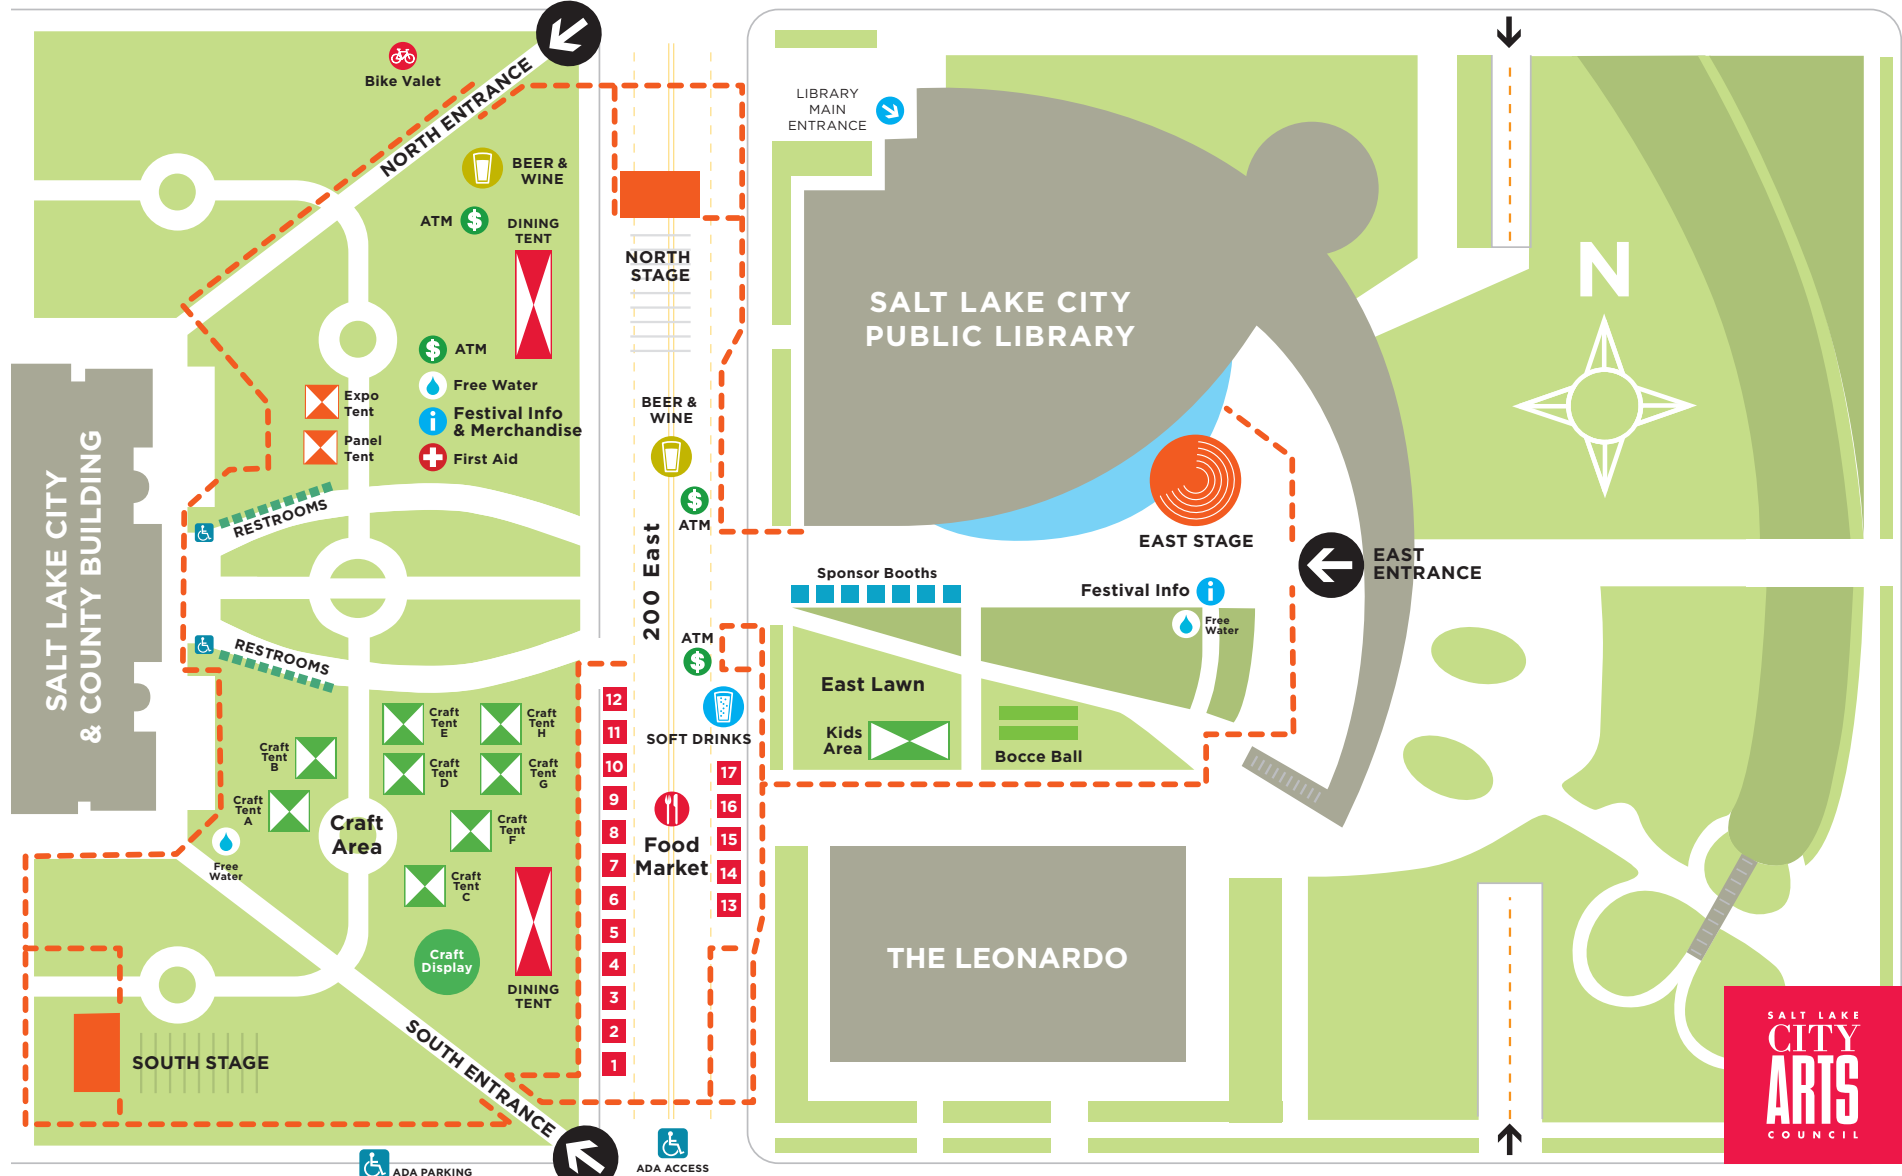 Bike Valet
NORTH ENTRANCE
BEER &
WINE
ATM
$
DINING
TENT
NORTH
STAGE
LIBRARY
MAIN
ENTRANCE
SALT LAKE CITY
PUBLIC LIBRARY
N
$
ATM
Free Water
i
Festival Info
& Merchandise
First Aid
Expo
Tent
Panel
Tent
BEER &
WINE
$
ATM
200 East
RESTROOMS
RESTROOMS
SALT LAKE CITY
& COUNTY BUILDING
EAST STAGE
EAST
ENTRANCE
Sponsor Booths
Festival Info
i
Free
Water
ATM
$
SOFT DRINKS
East Lawn
Kids
Area
Bocce Ball
12
11
10
9
8
7
6
5
4
3
2
1
17
16
15
14
13
Food
Market
Craft
Tent
E
Craft
Tent
H
Craft
Tent
B
Craft
Tent
D
Craft
Tent
G
Craft
Tent
A
Craft
Tent
F
Craft
Area
Craft
Tent
C
Free
Water
Craft
Display
DINING
TENT
THE LEONARDO
SOUTH STAGE
SOUTH ENTRANCE
ADA PARKING
ADA ACCESS
SALT LAKE
CITY
ARTS
COUNCIL